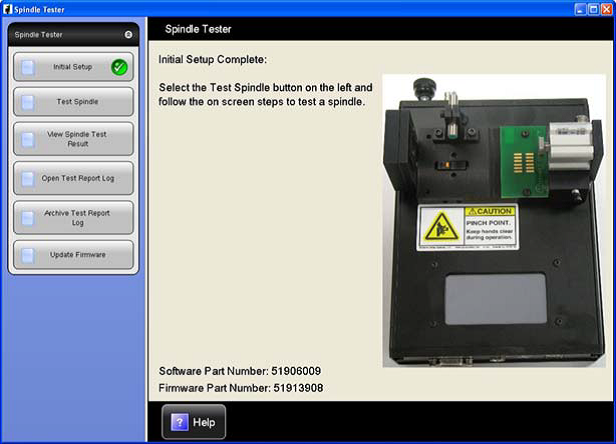 Spindle Tester
Spindle Tester
Spindle Tester
Initial Setup
Test Spindle
View Spindle Test
Result
Open Test Report Log
Archive Test Report
Log
Update Firmware
Initial Setup Complete:
Select the Test Spindle button on the left and
follow the on screen steps to test a spindle.
CAUTION
PINCH POINT.
Keep hands clear
during operation.
Software Part Number: 51906009
Firmware Part Number: 51913908
? Help